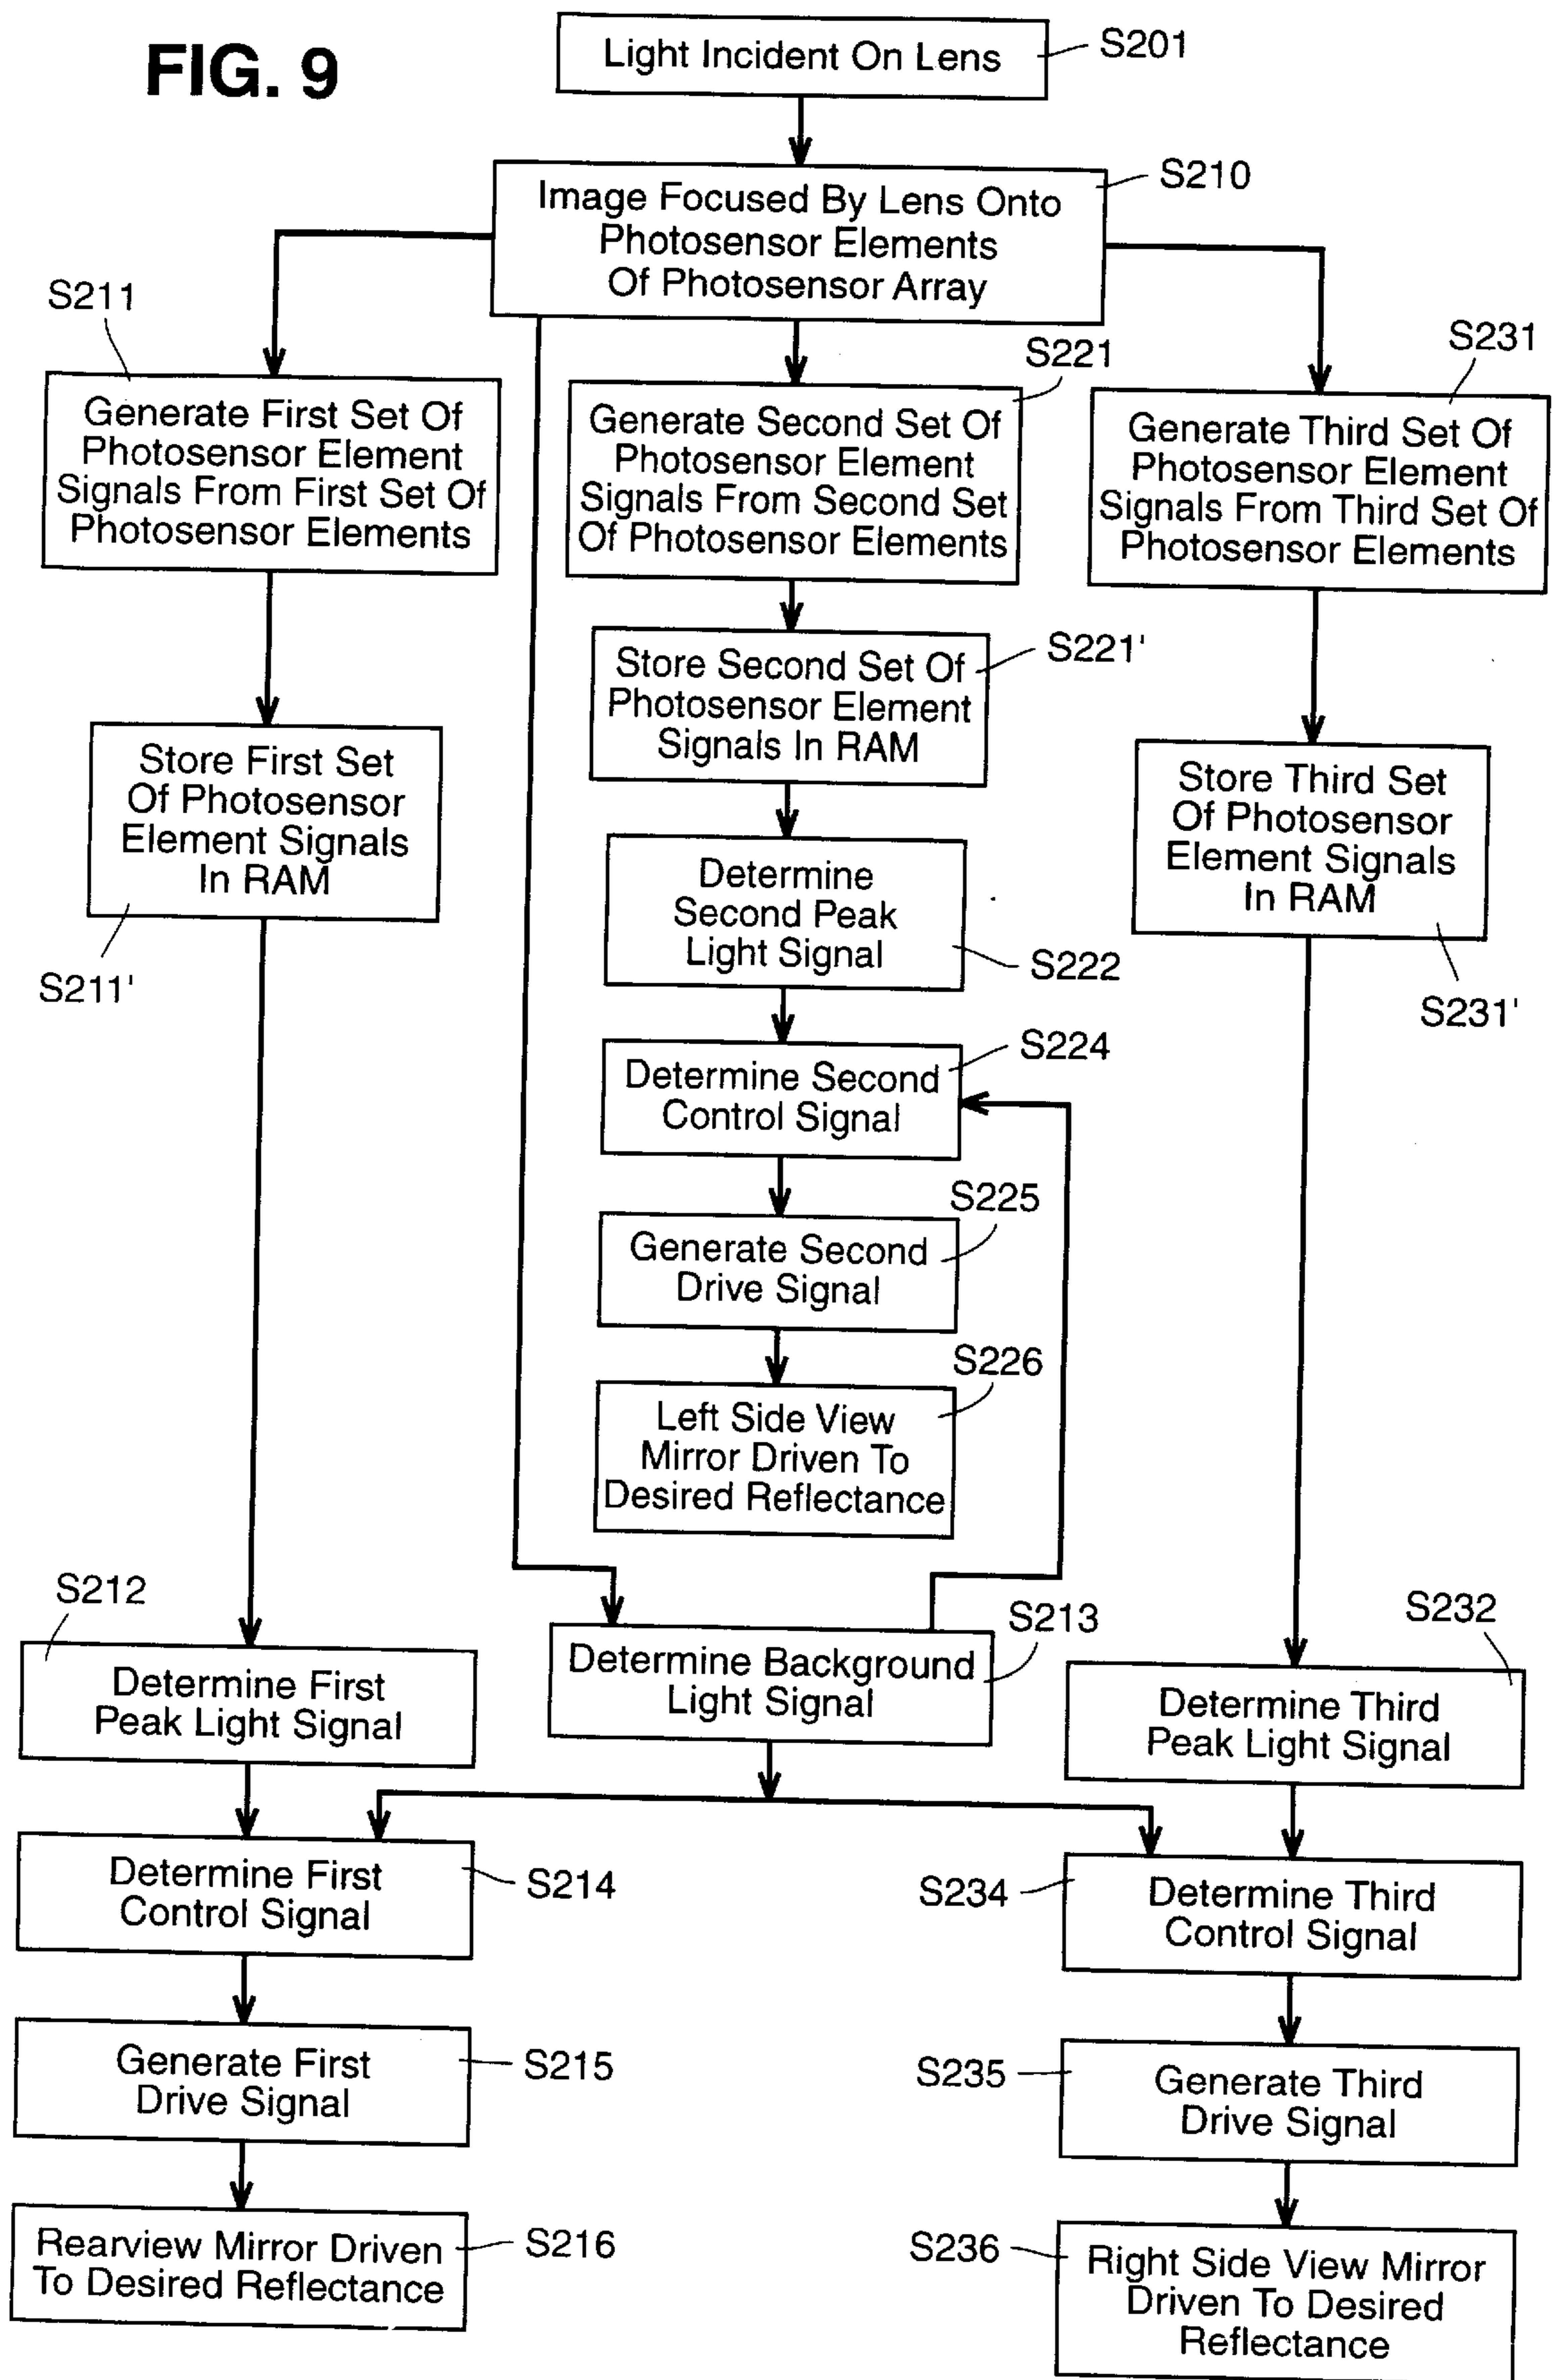 FIG. 9
Light Incident On Lens
S201
Image Focused By Lens Onto
Photosensor Elements
Of Photosensor Array
S210
S211
Generate First Set Of
Photosensor Element
Signals From First Set Of
Photosensor Elements
S221
Generate Second Set Of
Photosensor Element
Signals From Second Set
Of Photosensor Elements
S231
Generate Third Set Of
Photosensor Element
Signals From Third Set Of
Photosensor Elements
Store First Set
Of Photosensor
Element Signals
In RAM
S211'
Store Second Set Of
Photosensor Element
Signals In RAM
S221'
Store Third Set
Of Photosensor
Element Signals
In RAM
S231'
Determine
Second Peak
Light Signal
S222
Determine Second
Control Signal
S224
S225
Generate Second
Drive Signal
S226
Left Side View
Mirror Driven To
Desired Reflectance
S212
Determine First
Peak Light Signal
S213
Determine Background
Light Signal
S232
Determine Third
Peak Light Signal
Determine First
Control Signal
S214
S234
Determine Third
Control Signal
Generate First
Drive Signal
S215
S235
Generate Third
Drive Signal
Rearview Mirror Driven
To Desired Reflectance
S216
S236
Right Side View Mirror
Driven To Desired
Reflectance